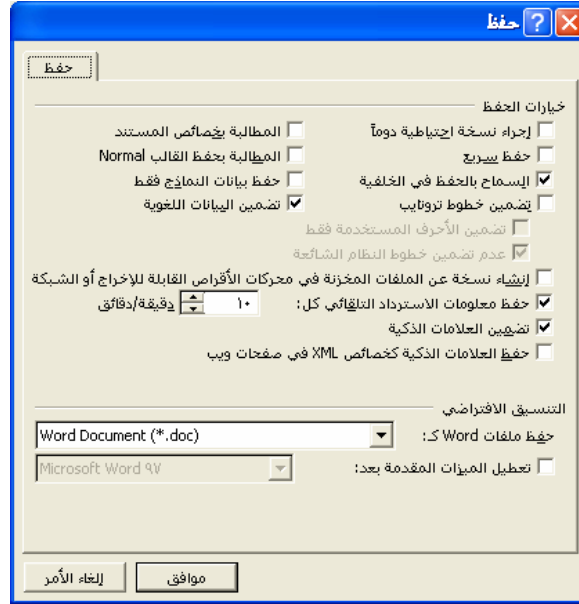 حفظ
حفظ
خيارات الحفظ
إجراء نسخة احتياطية دوماً
المطالبة بخصائص المستند
حفظ سريع
المطالبة بحفظ القالب Normal
السماح بالحفظ في الخلفية
حفظ بيانات النماذج فقط
تضمين خطوط تروتايب
تضمين البيانات اللغوية
تضمين الأحرف المستخدمة فقط
عدم تضمين خطوط النظام الشائعة
إنشاء نسخة عن الملفات المخزنة في محركات الأقراص القابلة للإخراج أو الشبكة
حفظ معلومات الاسترداد التلقائي كل: ١٠ دقيقة/دقائق
تضمين العلامات الذكية
حفظ العلامات الذكية كخصائص XML في صفحات ويب
التنسيق الافتراضي
حفظ ملفات Word كـ: Word Document (*.doc)
تعطيل الميزات المقدمة بعد: Microsoft Word ٩٧
موافق
إلغاء الأمر